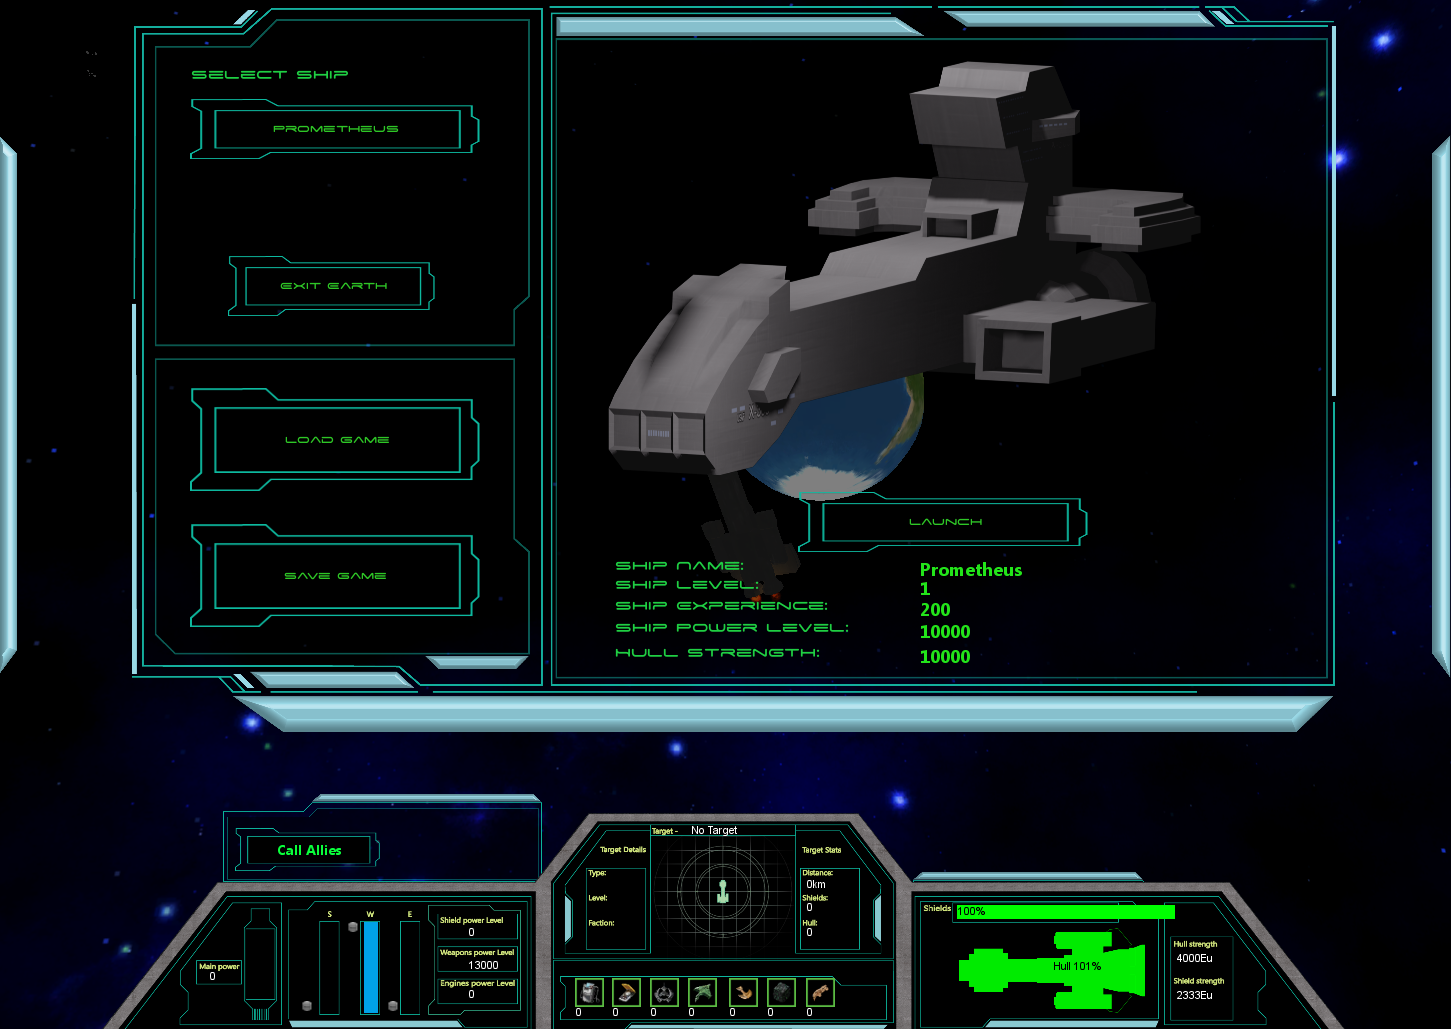 SELECT SHIP
PROMETHEUS
EXIT EARTH
LOAD GAME
SAVE GAME
LAUNCH
SHIP NAME: Prometheus
SHIP LEVEL: 1
SHIP EXPERIENCE: 200
SHIP POWER LEVEL: 10000
HULL STRENGTH: 10000
Call Allies
Main power
0
S W E
Shield power Level
0
Weapons power Level
13000
Engines power Level
0
Target - No Target
Target Details
Type:
Level:
Faction:
Target Stats
Distance:
0km
Shields:
0
Hull:
0
0 0 0 0 0 0 0
Shields 100%
Hull 101%
Hull strength
4000Eu
Shield strength
2333Eu